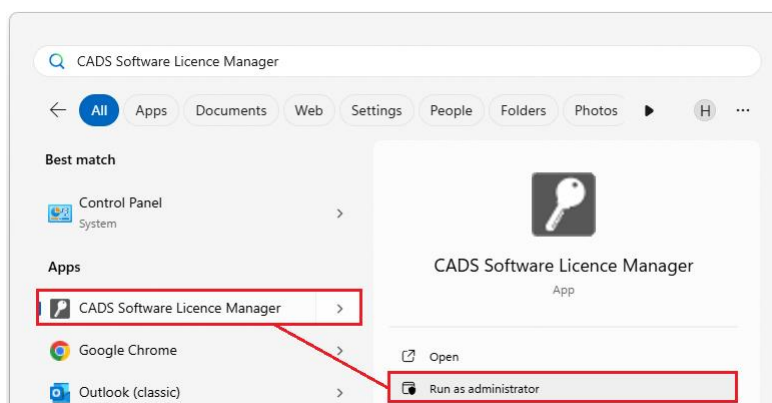 CADS Software Licence Manager
All Apps Documents Web Settings People Folders Photos H ...
Best match
Control Panel
System
Apps
CADS Software Licence Manager
Google Chrome
Outlook (classic)
CADS Software Licence Manager
App
Open
Run as administrator